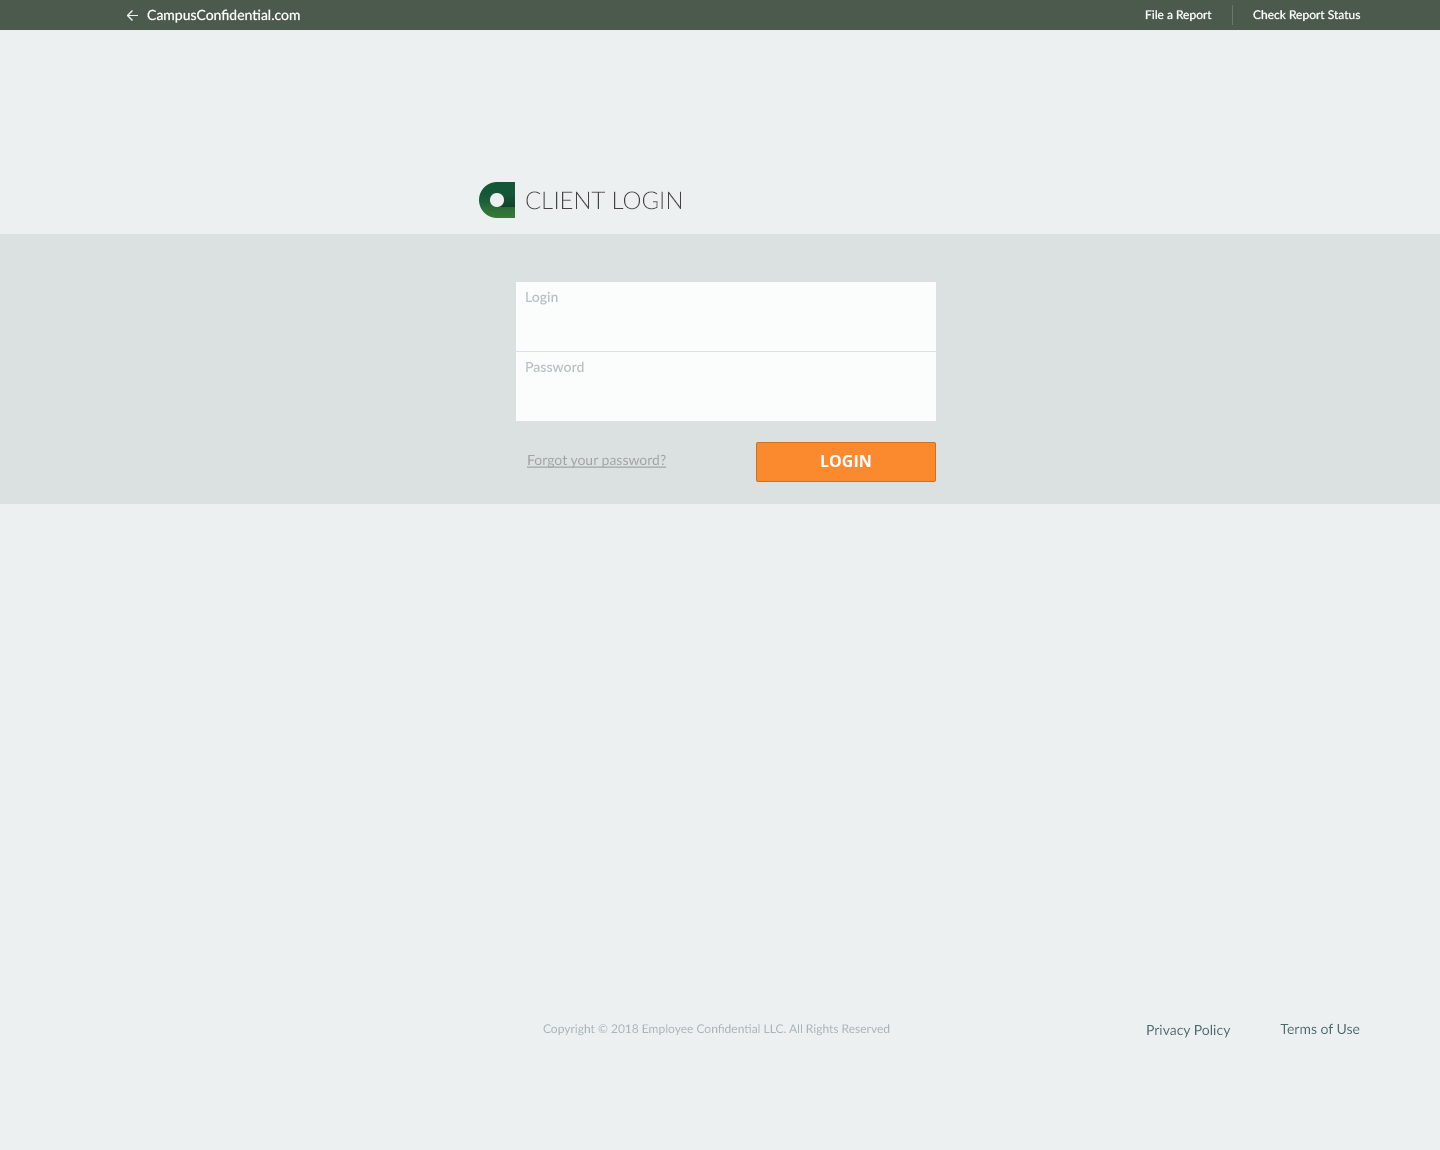 CampusConfidential.com
File a Report
Check Report Status
CLIENT LOGIN
Login
Password
Forgot your password?
LOGIN
Copyright © 2018 Employee Confidential LLC. All Rights Reserved
Privacy Policy
Terms of Use